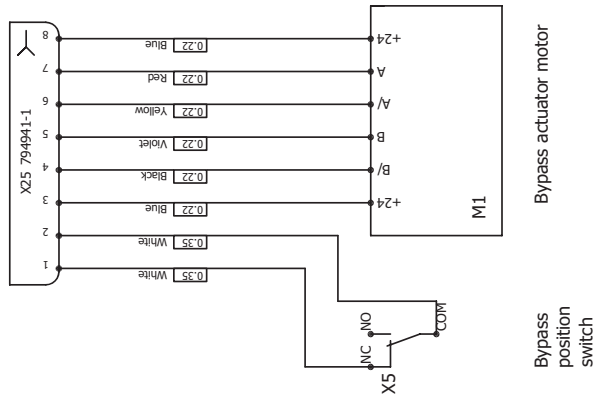 X25 794941-1
8
Blue
0.22
+24
7
Red
0.22
A
6
Yellow
0.22
A/
5
Violet
0.22
B
4
Black
0.22
B/
3
Blue
0.22
+24
2
White
0.35
1
White
0.35
M1
Bypass actuator motor
NO
NC
COM
X5
Bypass
position
switch